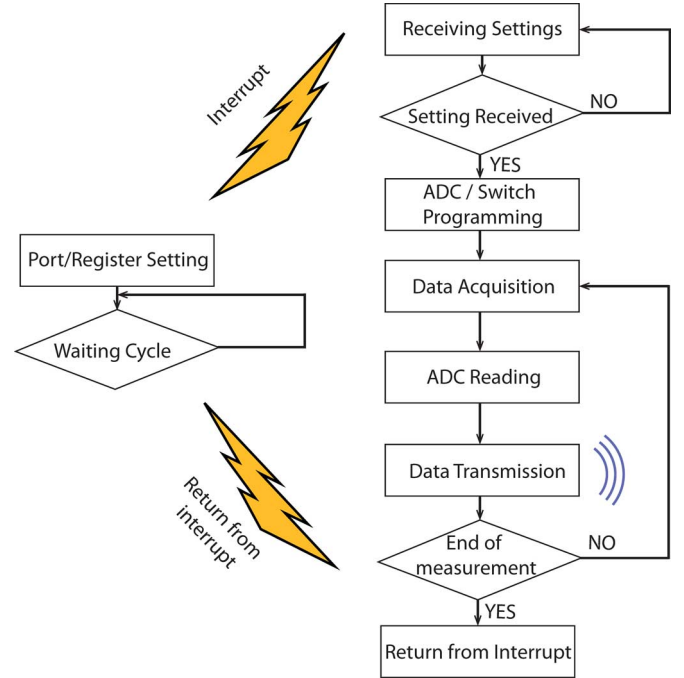 Interrupt
Port/Register Setting
Waiting Cycle
Return from
interrupt
Receiving Settings
Setting Received
NO
YES
ADC / Switch
Programming
Data Acquisition
ADC Reading
Data Transmission
End of
measurement
NO
YES
Return from Interrupt